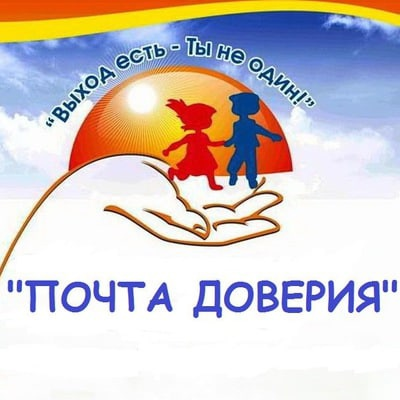 “Выход есть - Ты не один!”
"ПОЧТА ДОВЕРИЯ"